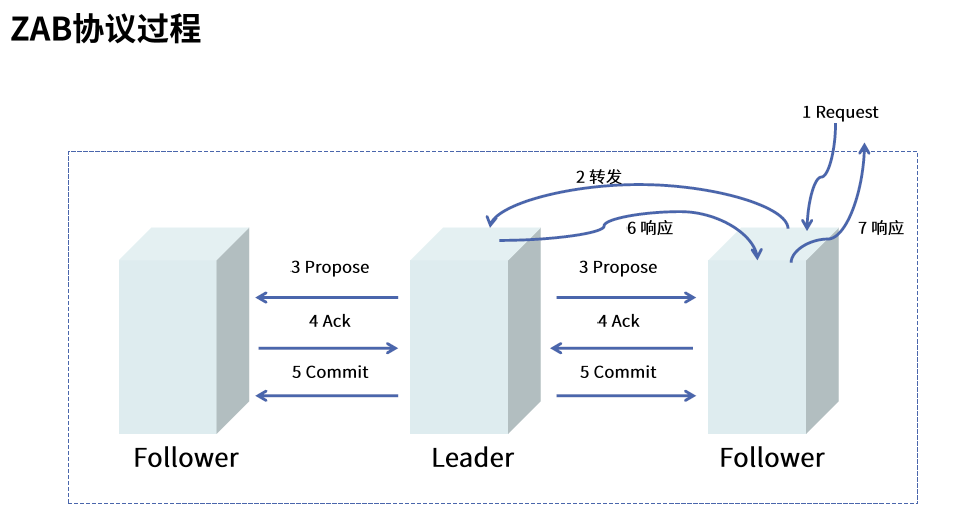 ZAB协议过程
1 Request
2 转发
6 响应
7 响应
3 Propose
3 Propose
4 Ack
4 Ack
5 Commit
5 Commit
Follower
Leader
Follower